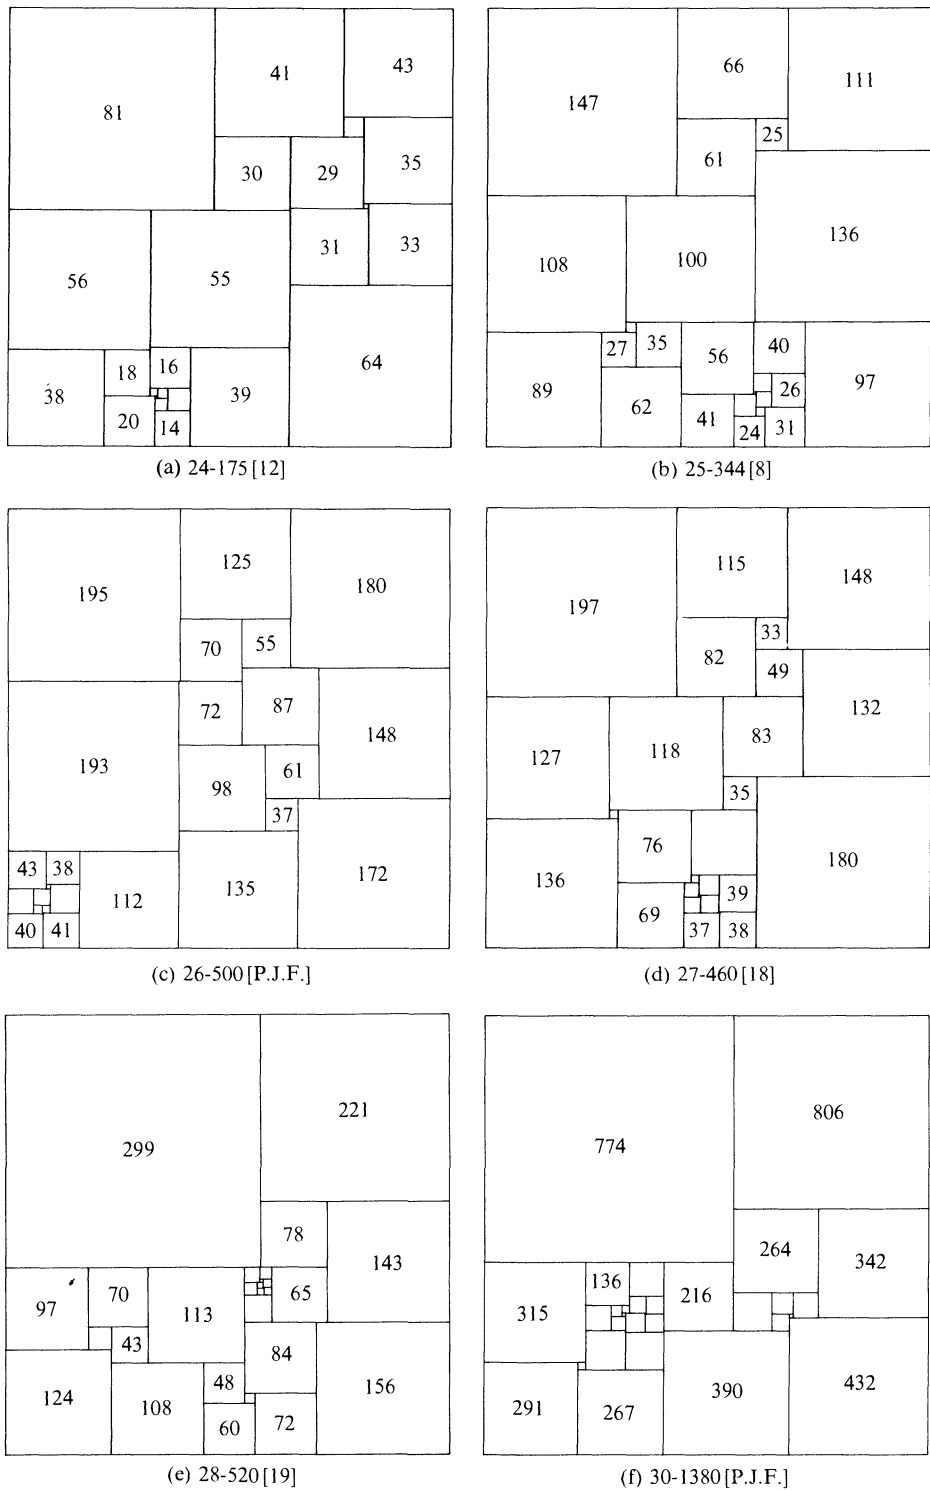 81 41 43
30 29 35
56 55 31 33
38 18 16 39 64
20 14
(a) 24-175 [12]
147 66 111
25
61
108 100 136
27 35 56 40
89 62 41 26 97
24 31
(b) 25-344 [8]
195 125 180
70 55
72 87
193 98 61 148
37
43 38 112 135 172
40 41
(c) 26-500 [P.J.F.]
197 115 148
33
82 49
127 118 83 132
35
136 76 180
69 39
37 38
(d) 27-460 [18]
299 221
78
143
97 70 113 65
43 84
124 108 48 156
60 72
(e) 28-520 [19]
774 806
264 342
315 136 216
291 267 390 432
(f) 30-1380 [P.J.F.]